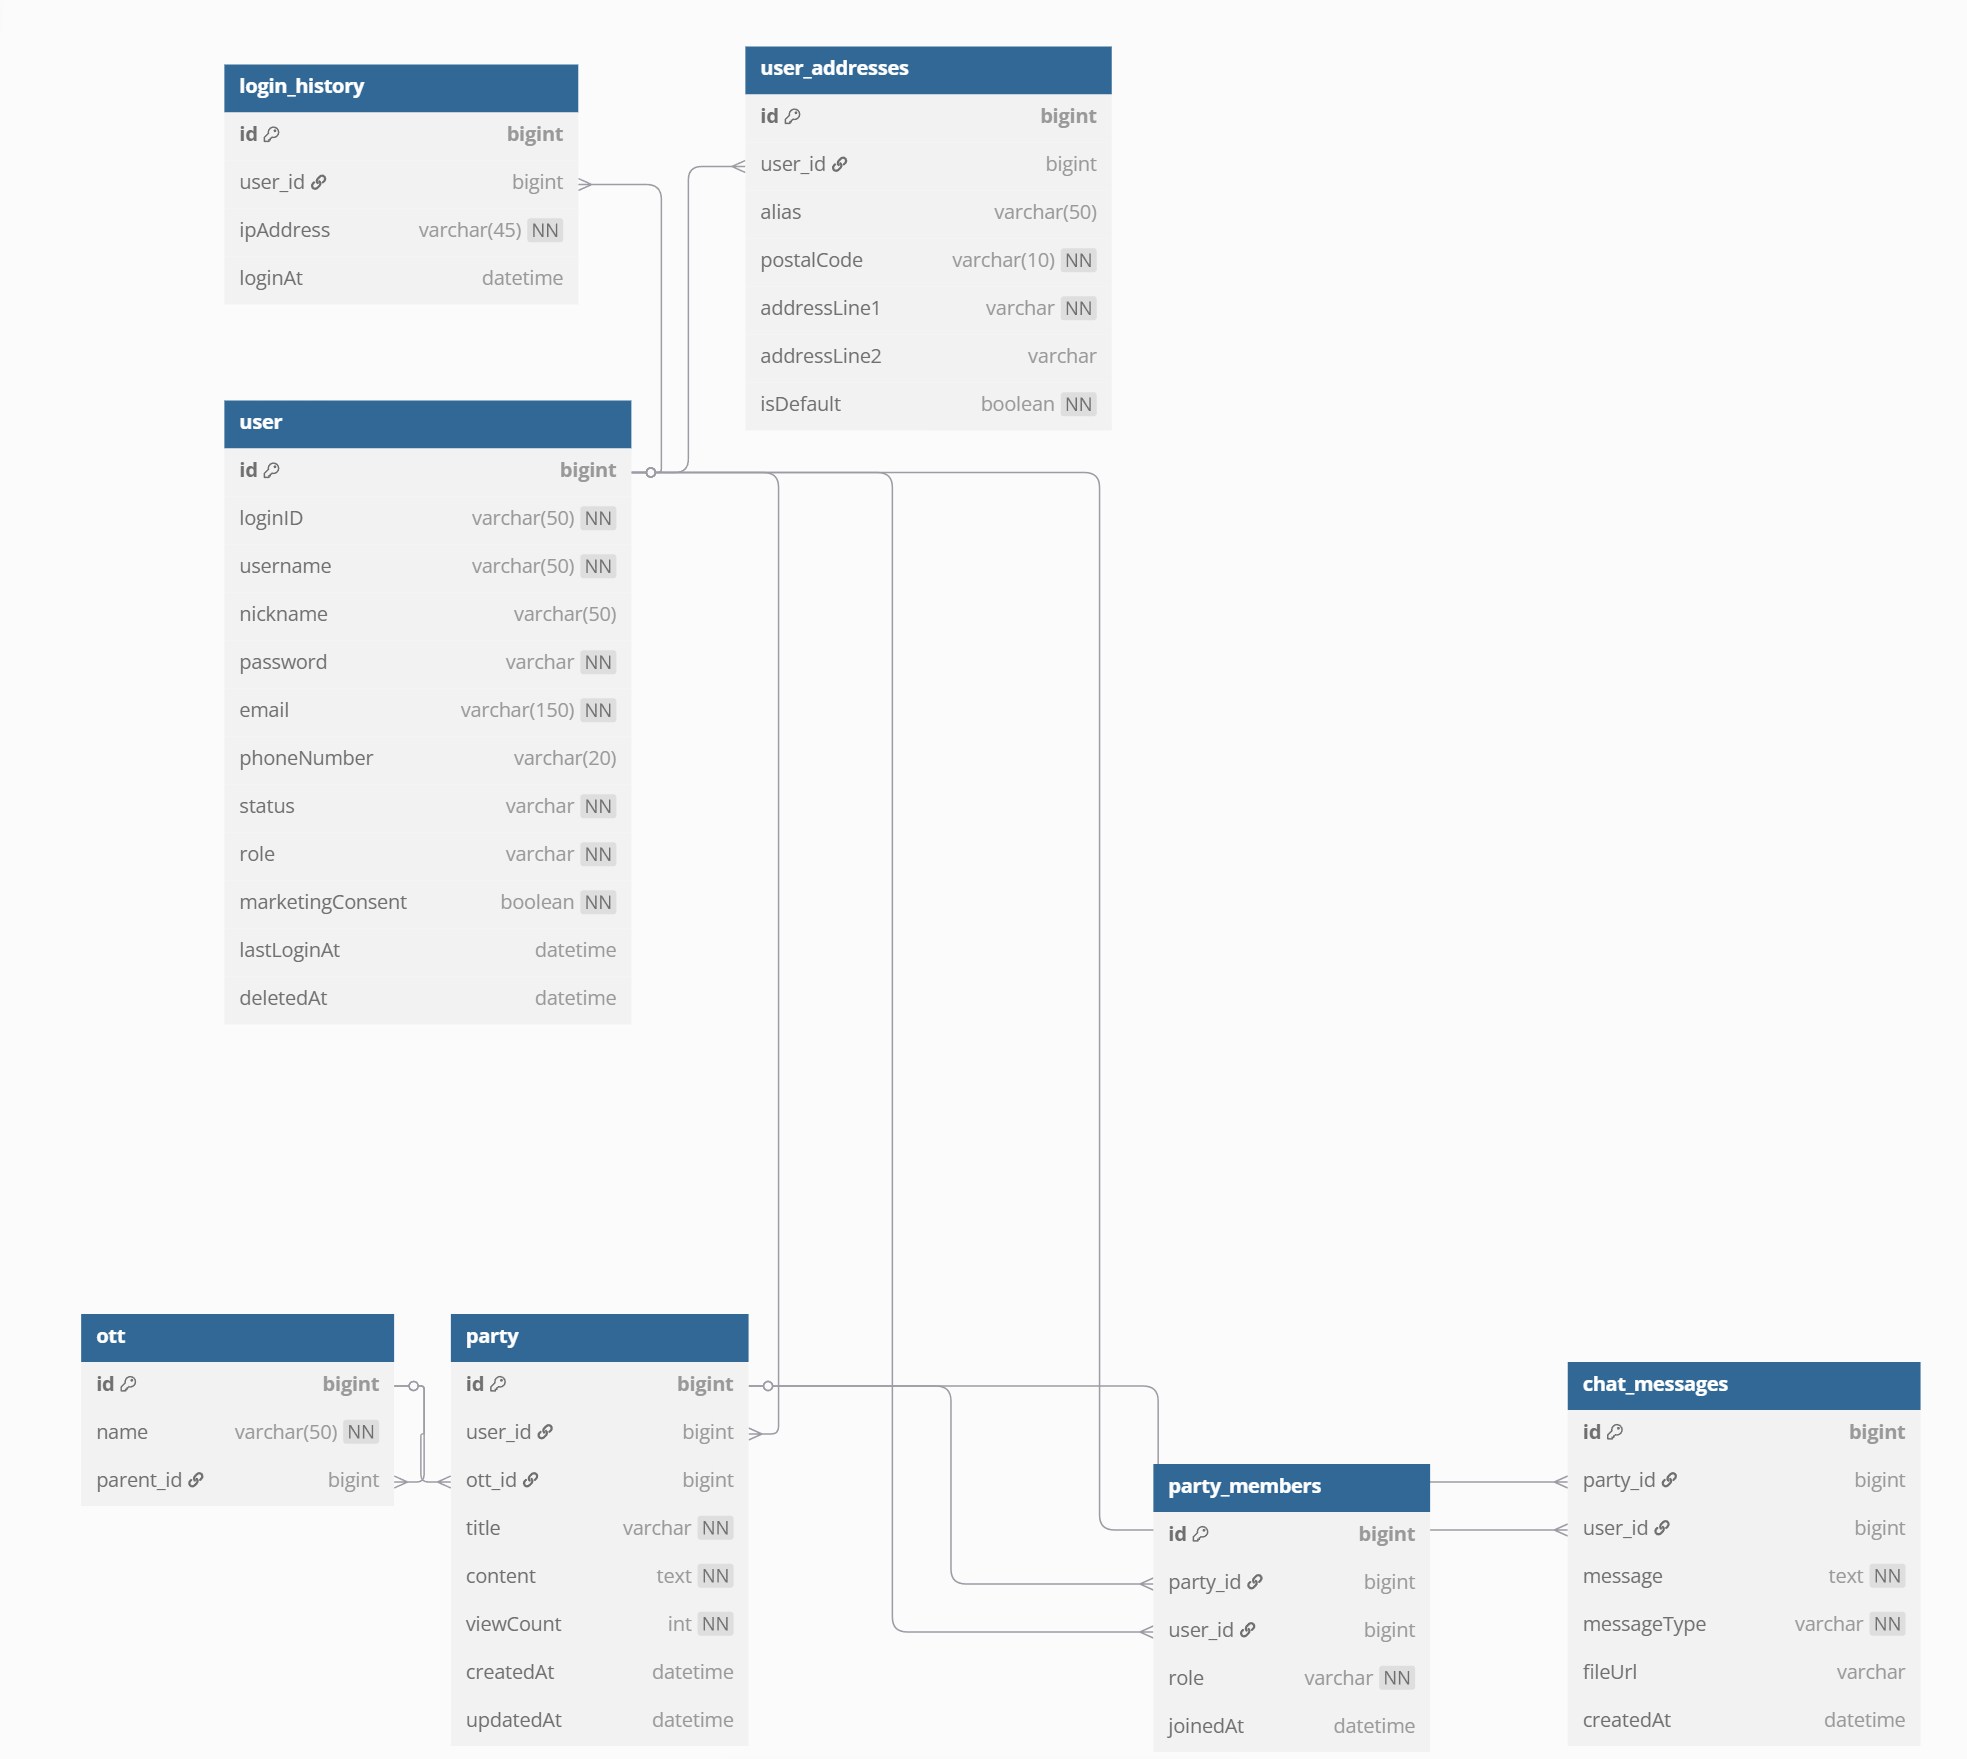 login_history
id bigint
user_id bigint
ipAddress varchar(45) NN
loginAt datetime
user_addresses
id bigint
user_id bigint
alias varchar(50)
postalCode varchar(10) NN
addressLine1 varchar NN
addressLine2 varchar
isDefault boolean NN
user
id bigint
loginID varchar(50) NN
username varchar(50) NN
nickname varchar(50)
password varchar NN
email varchar(150) NN
phoneNumber varchar(20)
status varchar NN
role varchar NN
marketingConsent boolean NN
lastLoginAt datetime
deletedAt datetime
ott
id bigint
name varchar(50) NN
parent_id bigint
party
id bigint
user_id bigint
ott_id bigint
title varchar NN
content text NN
viewCount int NN
createdAt datetime
updatedAt datetime
party_members
id bigint
party_id bigint
user_id bigint
role varchar NN
joinedAt datetime
chat_messages
id bigint
party_id bigint
user_id bigint
message text NN
messageType varchar NN
fileUrl varchar
createdAt datetime